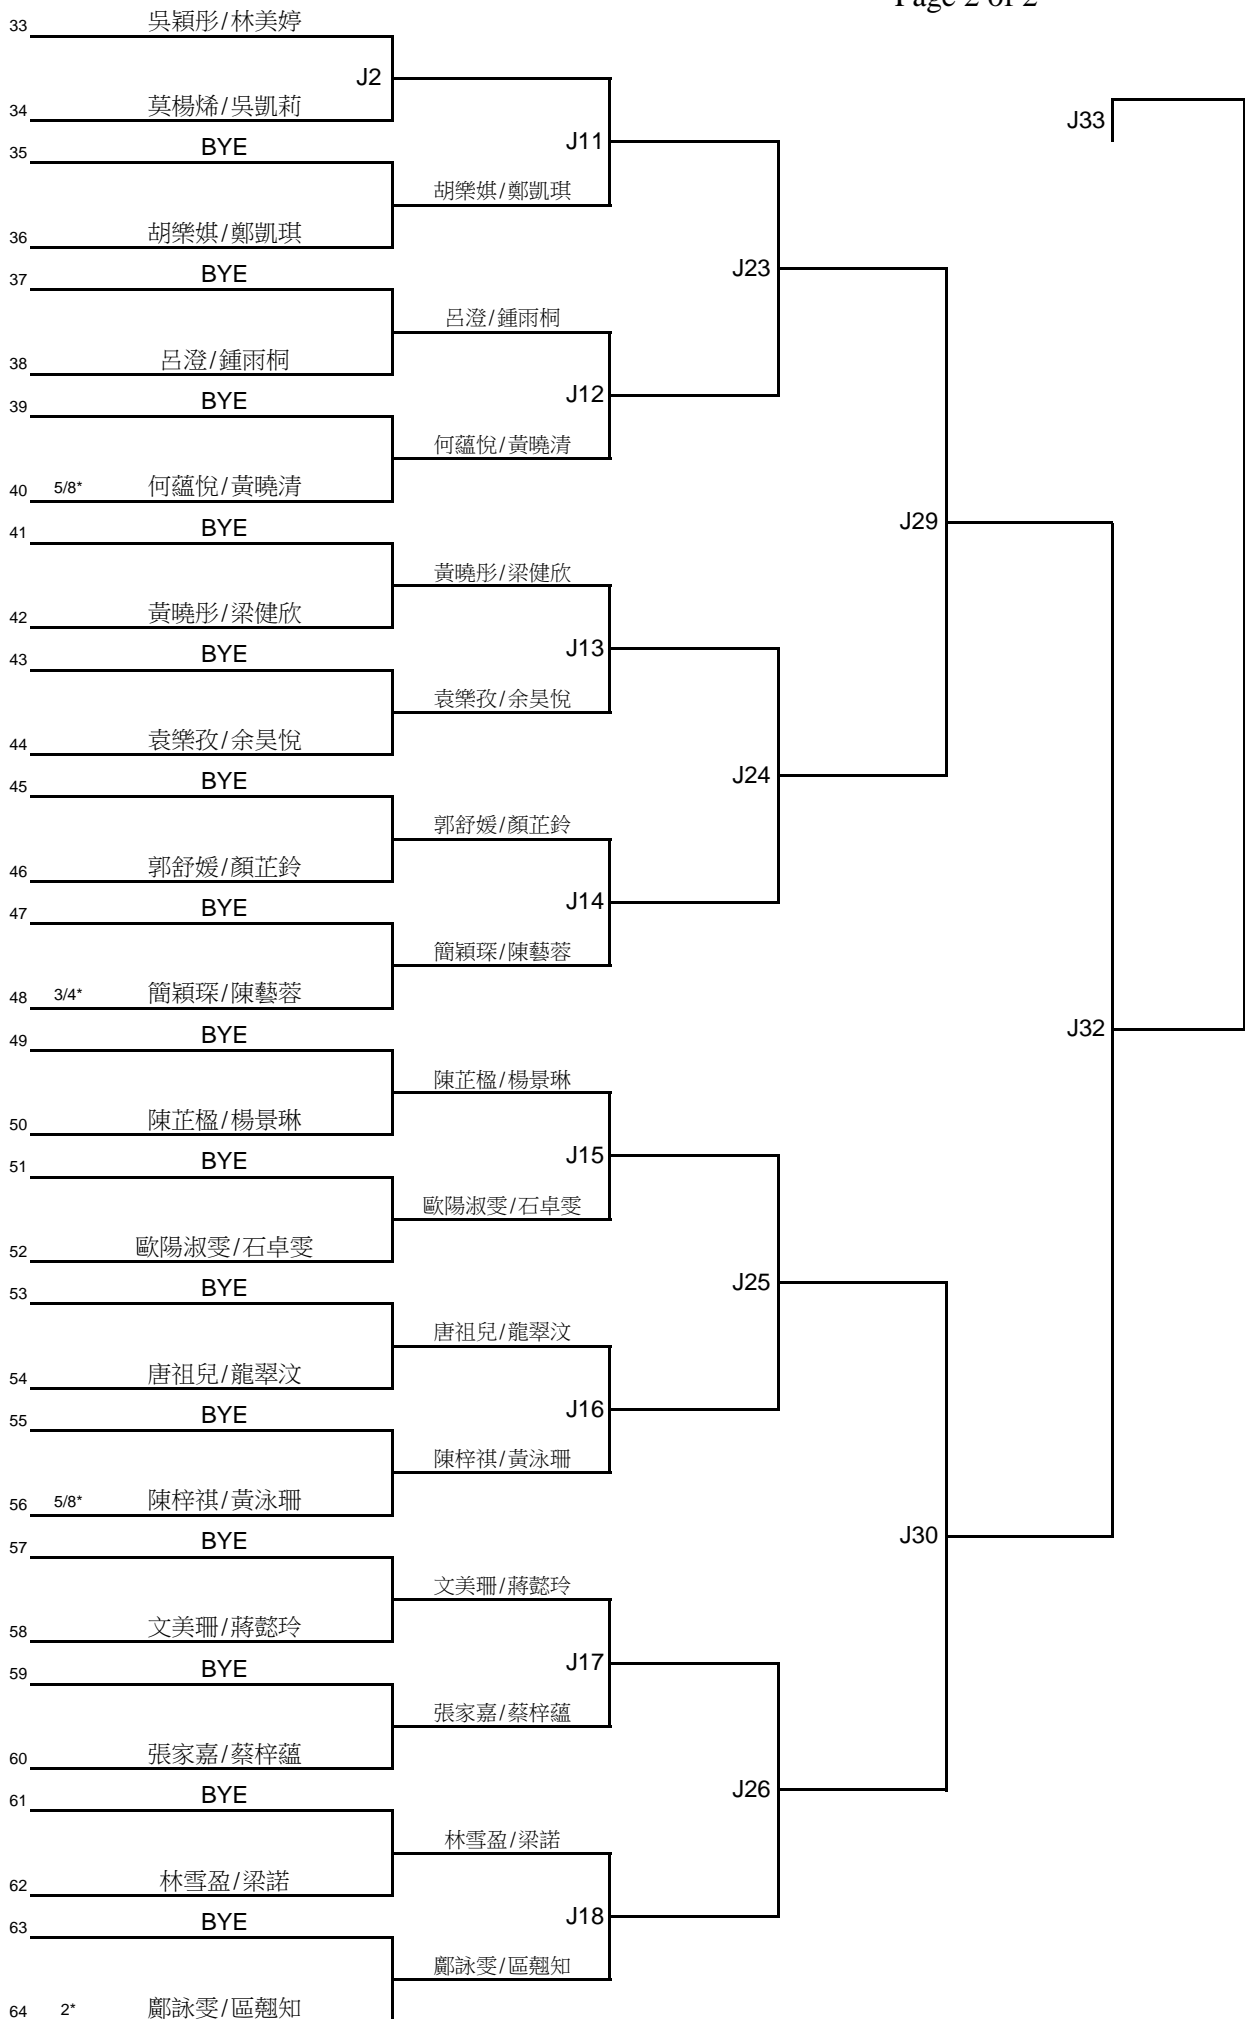 Page 2 of 2
33 吳穎彤/林美婷
J2
34 莫楊烯/吳凱莉
J33
35 BYE
J11
胡樂娸/鄭凱琪
36 胡樂娸/鄭凱琪
37 BYE
J23
呂澄/鍾雨桐
38 呂澄/鍾雨桐
39 BYE
J12
何蘊悅/黃曉清
40 5/8* 何蘊悅/黃曉清
41 BYE
J29
黃曉彤/梁健欣
42 黃曉彤/梁健欣
43 BYE
J13
袁樂孜/余昊悅
44 袁樂孜/余昊悅
45 BYE
J24
郭舒媛/顏芷鈴
46 郭舒媛/顏芷鈴
47 BYE
J14
簡穎琛/陳藝蓉
48 3/4* 簡穎琛/陳藝蓉
49 BYE
J32
陳芷楹/楊景琳
50 陳芷楹/楊景琳
51 BYE
J15
歐陽淑雯/石卓雯
52 歐陽淑雯/石卓雯
53 BYE
J25
唐祖兒/龍翠汶
54 唐祖兒/龍翠汶
55 BYE
J16
陳梓祺/黃泳珊
56 5/8* 陳梓祺/黃泳珊
57 BYE
J30
文美珊/蔣懿玲
58 文美珊/蔣懿玲
59 BYE
J17
張家嘉/蔡梓蘊
60 張家嘉/蔡梓蘊
61 BYE
J26
林雪盈/梁諾
62 林雪盈/梁諾
63 BYE
J18
鄺詠雯/區翹知
64 2* 鄺詠雯/區翹知